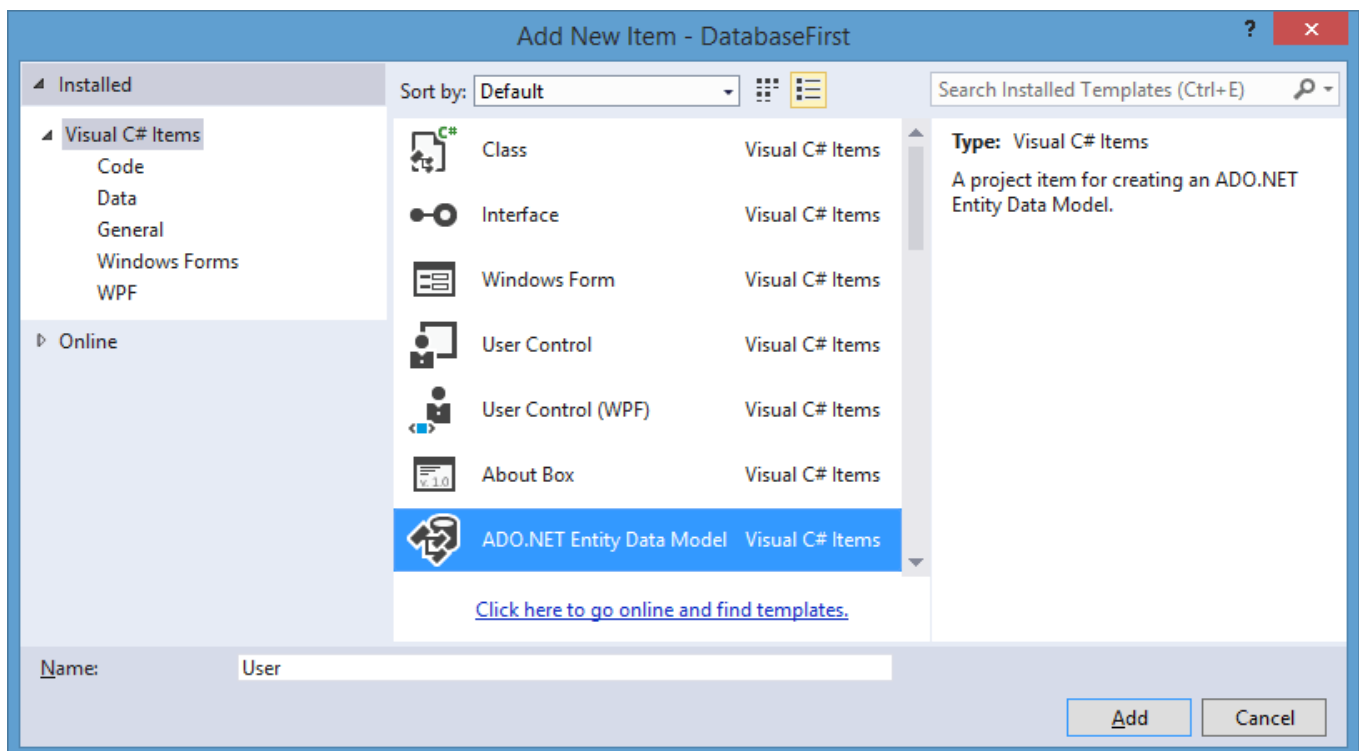 Add New Item - DatabaseFirst
?
Installed
Sort by: Default
Search Installed Templates (Ctrl+E)
Visual C# Items
Code
Data
General
Windows Forms
WPF
Online
C#
Class Visual C# Items
Interface Visual C# Items
Windows Form Visual C# Items
User Control Visual C# Items
User Control (WPF) Visual C# Items
v. 1.0
About Box Visual C# Items
ADO.NET Entity Data Model Visual C# Items
Click here to go online and find templates.
Type: Visual C# Items
A project item for creating an ADO.NET
Entity Data Model.
Name: User
Add Cancel